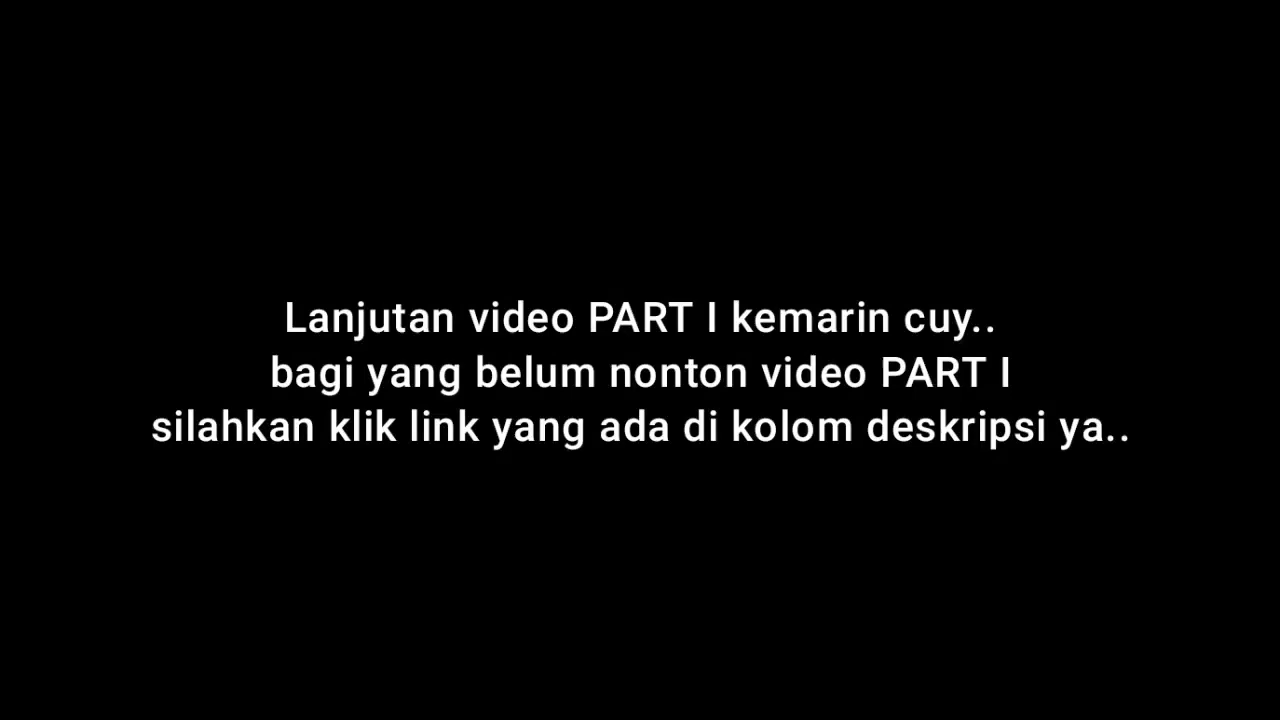 Lanjutan video PART I kemarin cuy..
bagi yang belum nonton video PART I
silahkan klik link yang ada di kolom deskripsi ya..